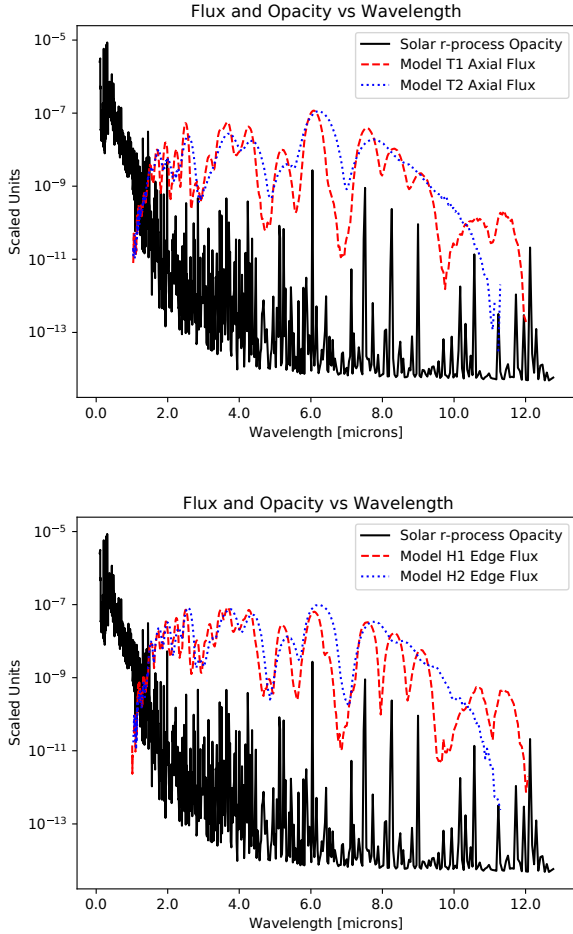 Flux and Opacity vs Wavelength
Solar r-process Opacity
Model T1 Axial Flux
Model T2 Axial Flux
Scaled Units
10⁻⁵
10⁻⁷
10⁻⁹
10⁻¹¹
10⁻¹³
0.0 2.0 4.0 6.0 8.0 10.0 12.0
Wavelength [microns]
Flux and Opacity vs Wavelength
Solar r-process Opacity
Model H1 Edge Flux
Model H2 Edge Flux
Scaled Units
10⁻⁵
10⁻⁷
10⁻⁹
10⁻¹¹
10⁻¹³
0.0 2.0 4.0 6.0 8.0 10.0 12.0
Wavelength [microns]